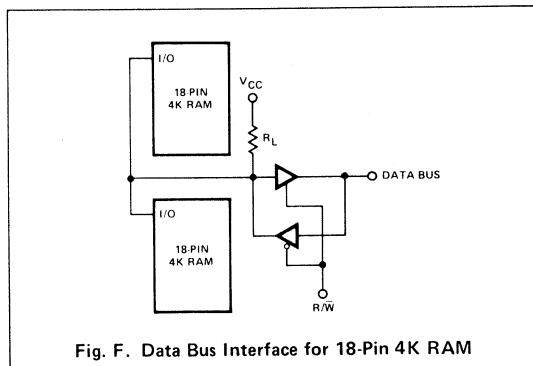 I/O
18-PIN
4K RAM
VCC
RL
DATA BUS
I/O
18-PIN
4K RAM
R/W̅
Fig. F. Data Bus Interface for 18-Pin 4K RAM